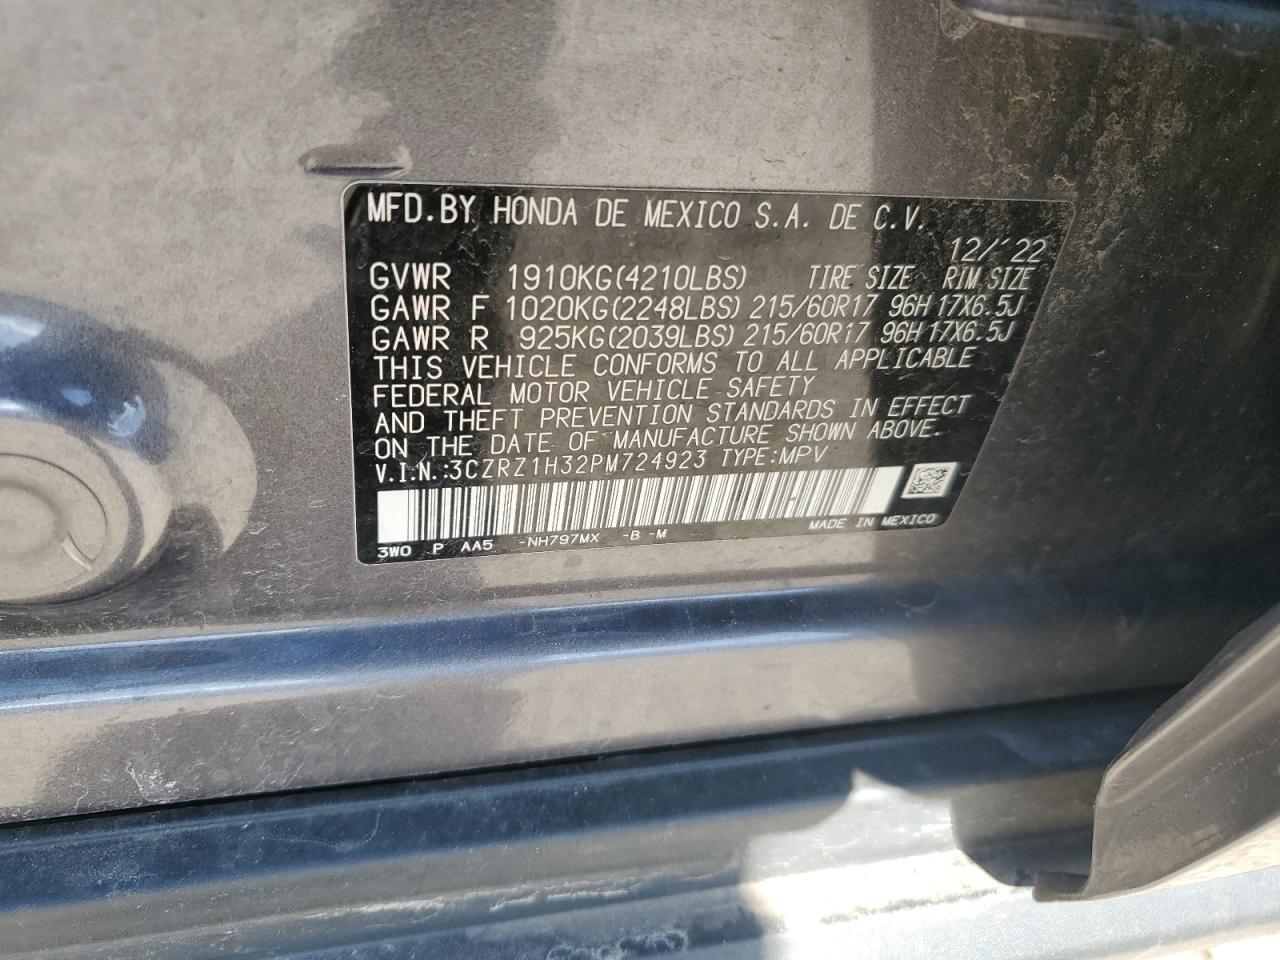 MFD.BY HONDA DE MEXICO S.A. DE C.V.
12/'22
GVWR 1910KG(4210LBS) TIRE SIZE RIM SIZE
GAWR F 1020KG(2248LBS) 215/60R17 96H 17X6.5J
GAWR R 925KG(2039LBS) 215/60R17 96H 17X6.5J
THIS VEHICLE CONFORMS TO ALL APPLICABLE
FEDERAL MOTOR VEHICLE SAFETY
AND THEFT PREVENTION STANDARDS IN EFFECT
ON THE DATE OF MANUFACTURE SHOWN ABOVE.
V.I.N.:3CZRZ1H32PM724923 TYPE:MPV
MADE IN MEXICO
3W0 P AA5 -NH797MX -B -M